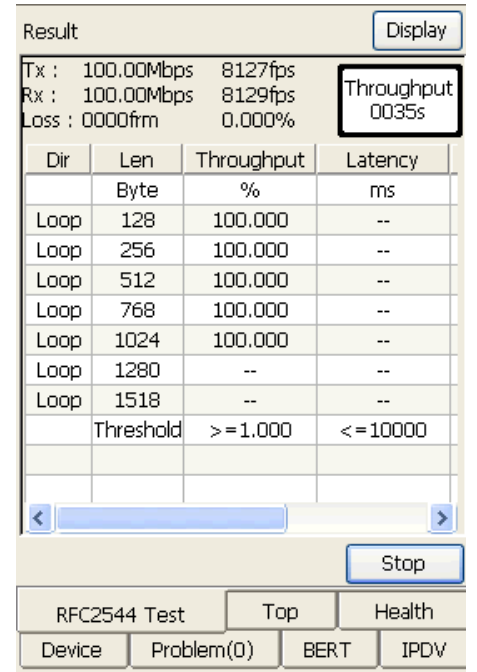 Result Display
Tx : 100.00Mbps 8127fps
Rx : 100.00Mbps 8129fps
Loss : 0000frm 0.000%
Throughput
0035s
Dir Len Throughput Latency
Byte % ms
Loop 128 100.000 --
Loop 256 100.000 --
Loop 512 100.000 --
Loop 768 100.000 --
Loop 1024 100.000 --
Loop 1280 -- --
Loop 1518 -- --
Threshold >=1.000 <=10000
Stop
RFC2544 Test Top Health
Device Problem(0) BERT IPDV